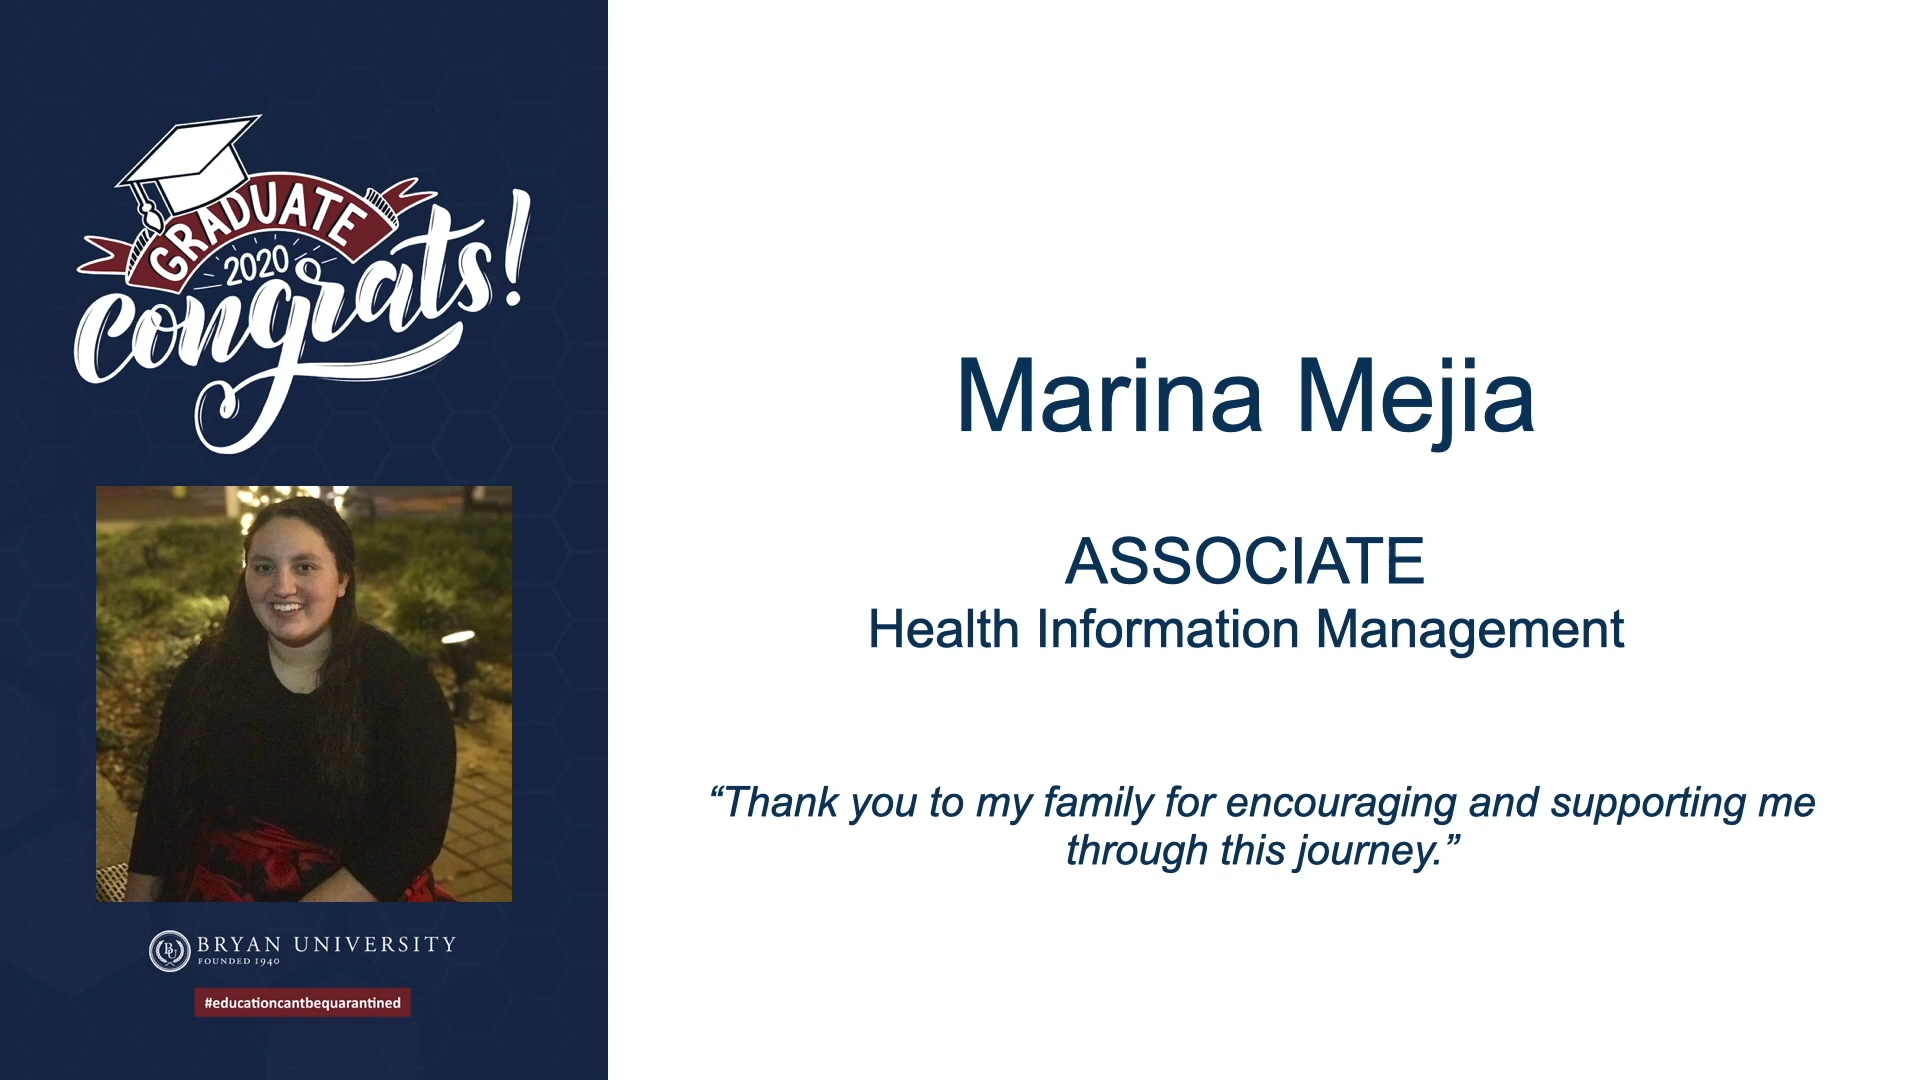 GRADUATE
2020
congrats!
BU
BRYAN UNIVERSITY
FOUNDED 1940
#educationcantbequarantined
Marina Mejia
ASSOCIATE
Health Information Management
“Thank you to my family for encouraging and supporting me
through this journey.”